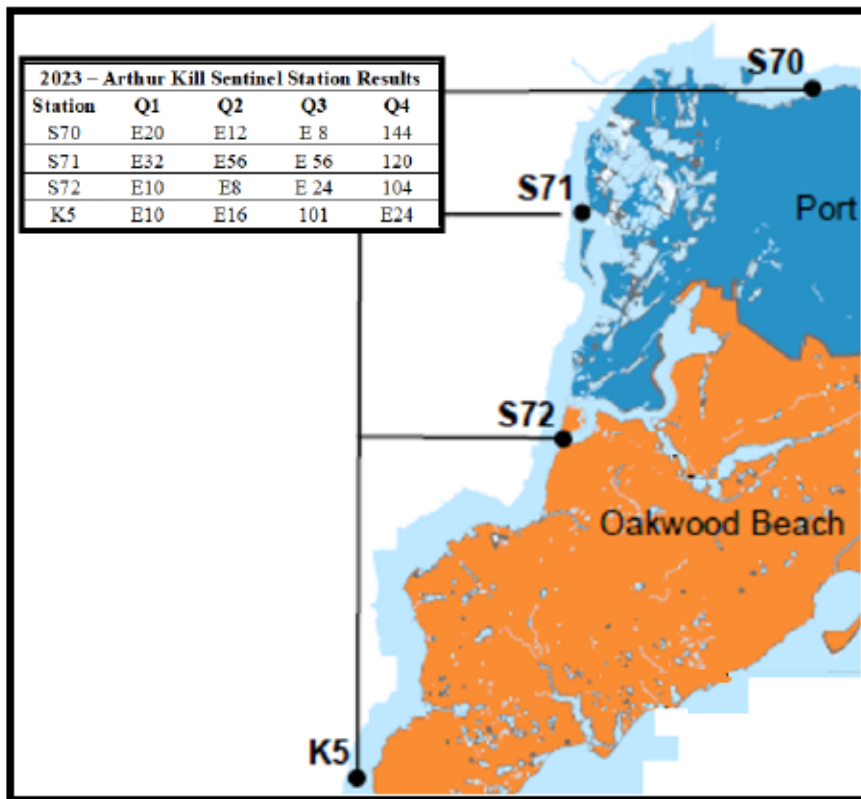 2023 – Arthur Kill Sentinel Station Results
Station Q1 Q2 Q3 Q4
S70 E20 E12 E 8 144
S71 E32 E56 E 56 120
S72 E10 E8 E 24 104
K5 E10 E16 101 E24
S70
S71
Port
S72
Oakwood Beach
K5